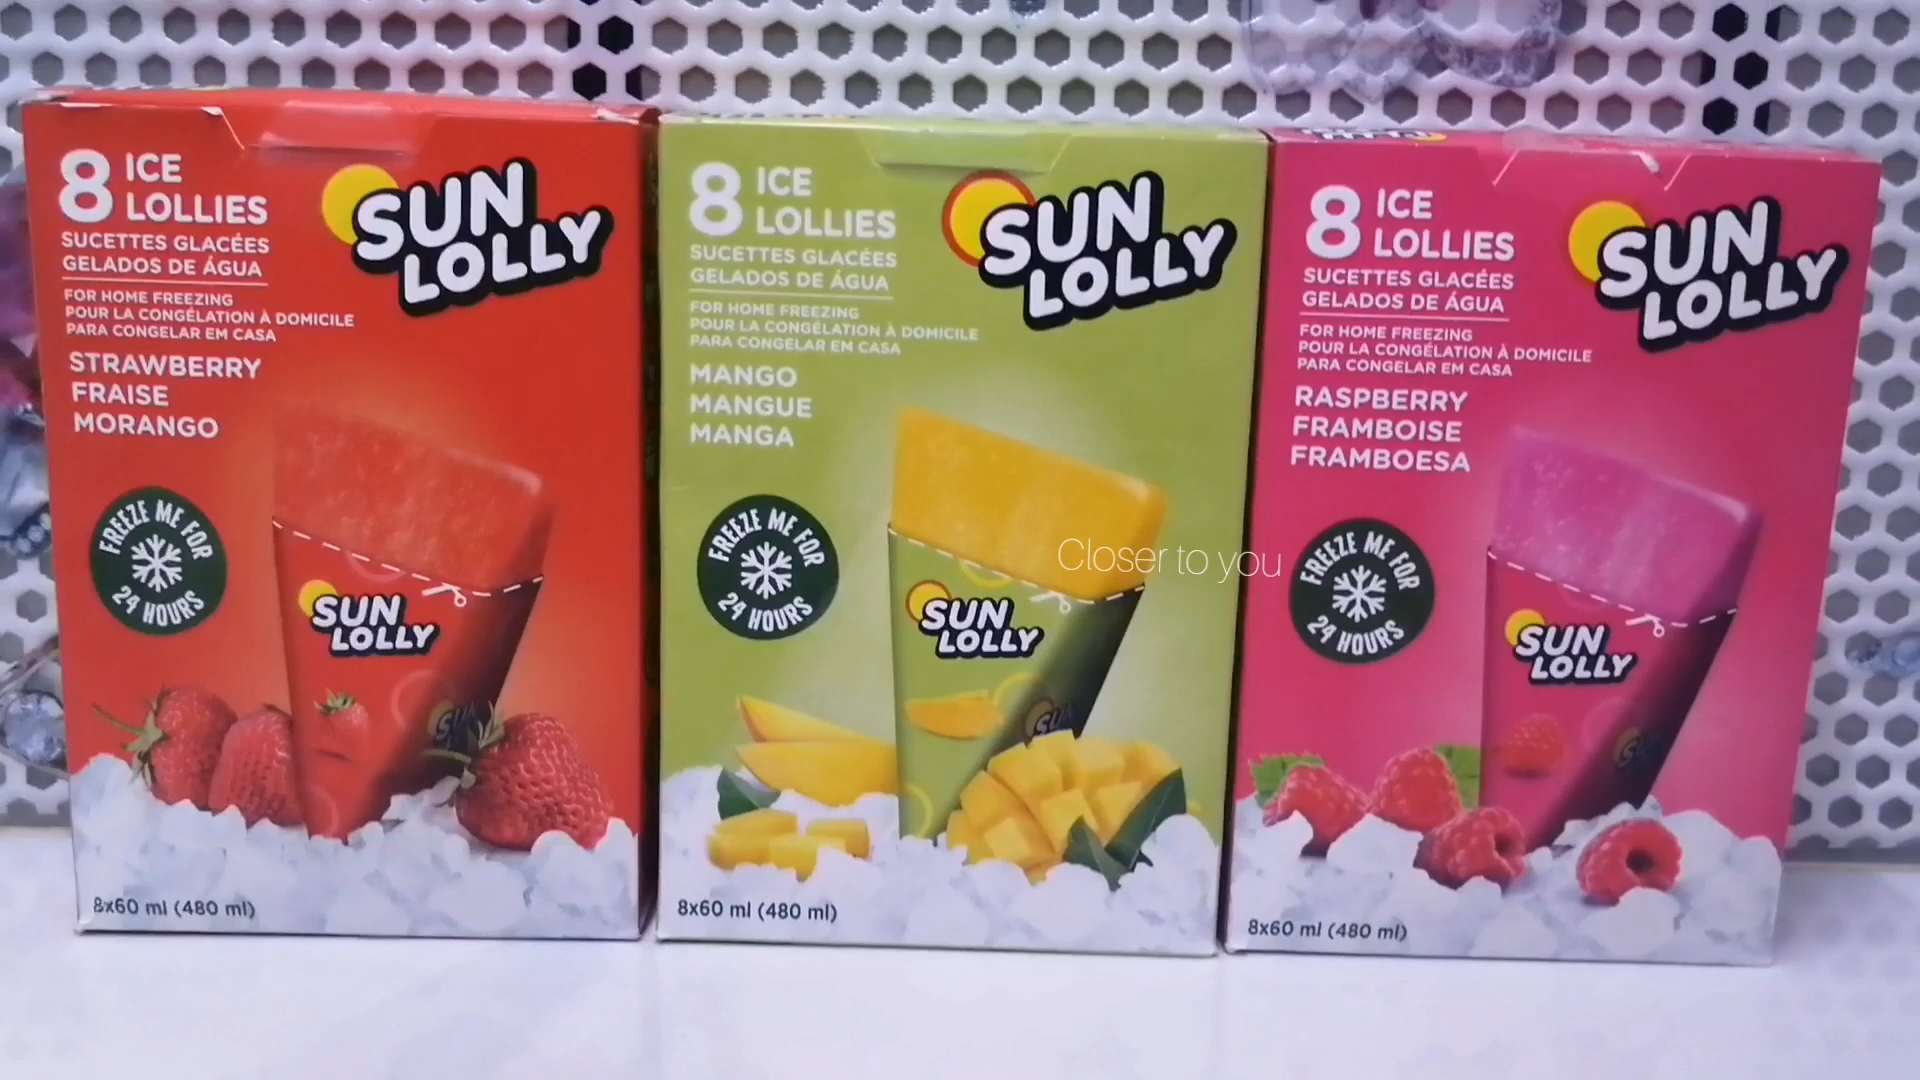 8 ICE
LOLLIES
SUCETTES GLACÉES
GELADOS DE ÁGUA
FOR HOME FREEZING
POUR LA CONGÉLATION À DOMICILE
PARA CONGELAR EM CASA
STRAWBERRY
FRAISE
MORANGO
SUN
LOLLY
FREEZE ME FOR
24 HOURS
SUN
LOLLY
8x60 ml (480 ml)
8 ICE
LOLLIES
SUCETTES GLACÉES
GELADOS DE ÁGUA
FOR HOME FREEZING
POUR LA CONGÉLATION À DOMICILE
PARA CONGELAR EM CASA
MANGO
MANGUE
MANGA
SUN
LOLLY
FREEZE ME FOR
24 HOURS
SUN
LOLLY
Closer to you
8x60 ml (480 ml)
8 ICE
LOLLIES
SUCETTES GLACÉES
GELADOS DE ÁGUA
FOR HOME FREEZING
POUR LA CONGÉLATION À DOMICILE
PARA CONGELAR EM CASA
RASPBERRY
FRAMBOISE
FRAMBOESA
SUN
LOLLY
FREEZE ME FOR
24 HOURS
SUN
LOLLY
8x60 ml (480 ml)